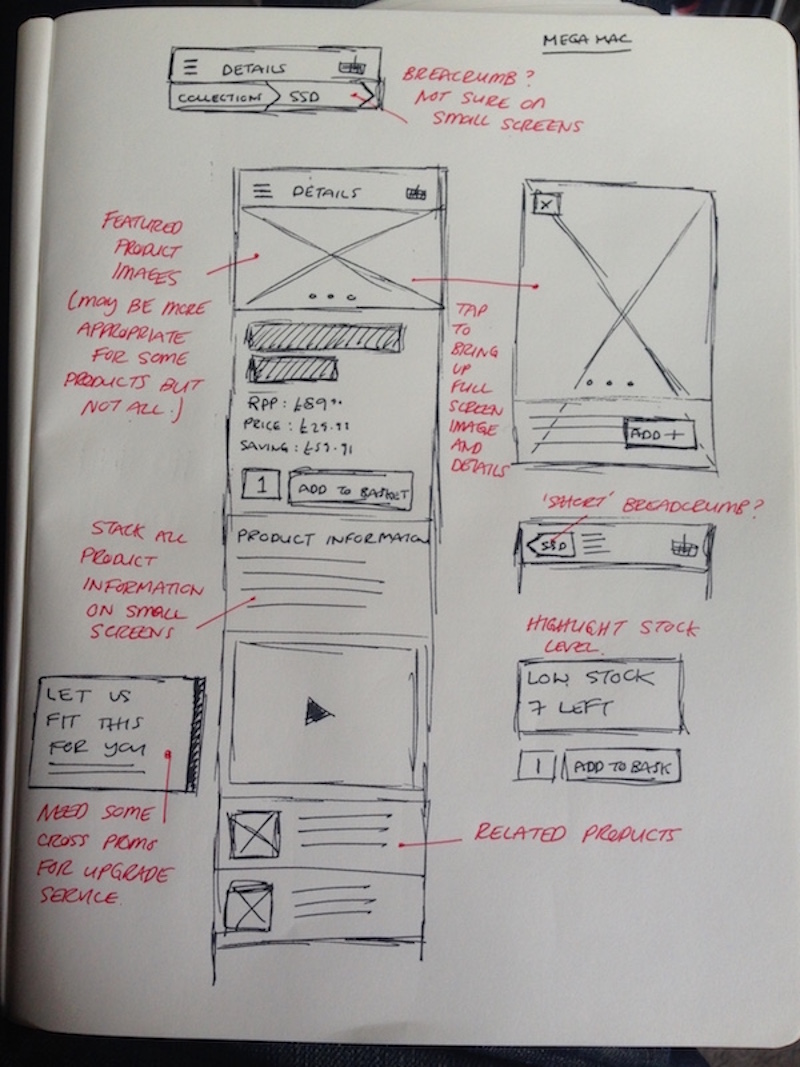 MEGA MAC
DETAILS
COLLECTION SSD
BREACRUMB?
NOT SURE ON
SMALL SCREENS
DETAILS
FEATURED
PRODUCT
IMAGES
(MAY BE MORE
APPROPRIATE
FOR SOME
PRODUCTS BUT
NOT ALL.)
RPP: £89
PRICE: £29.99
SAVING: £59.91
1 ADD TO BASKET
TAP
TO
BRING
UP
FULL
SCREEN
IMAGE
AND
DETAILS
X
ADD +
'SHORT' BREADCRUMB?
SSD
STACK ALL
PRODUCT
INFORMATION
ON SMALL
SCREENS
PRODUCT INFORMATION
HIGHLIGHT STOCK
LEVEL.
LOW STOCK
7 LEFT
1 ADD TO BASK
LET US
FIT THIS
FOR YOU
NEED SOME
CROSS PROMO
FOR UPGRADE
SERVICE.
RELATED PRODUCTS